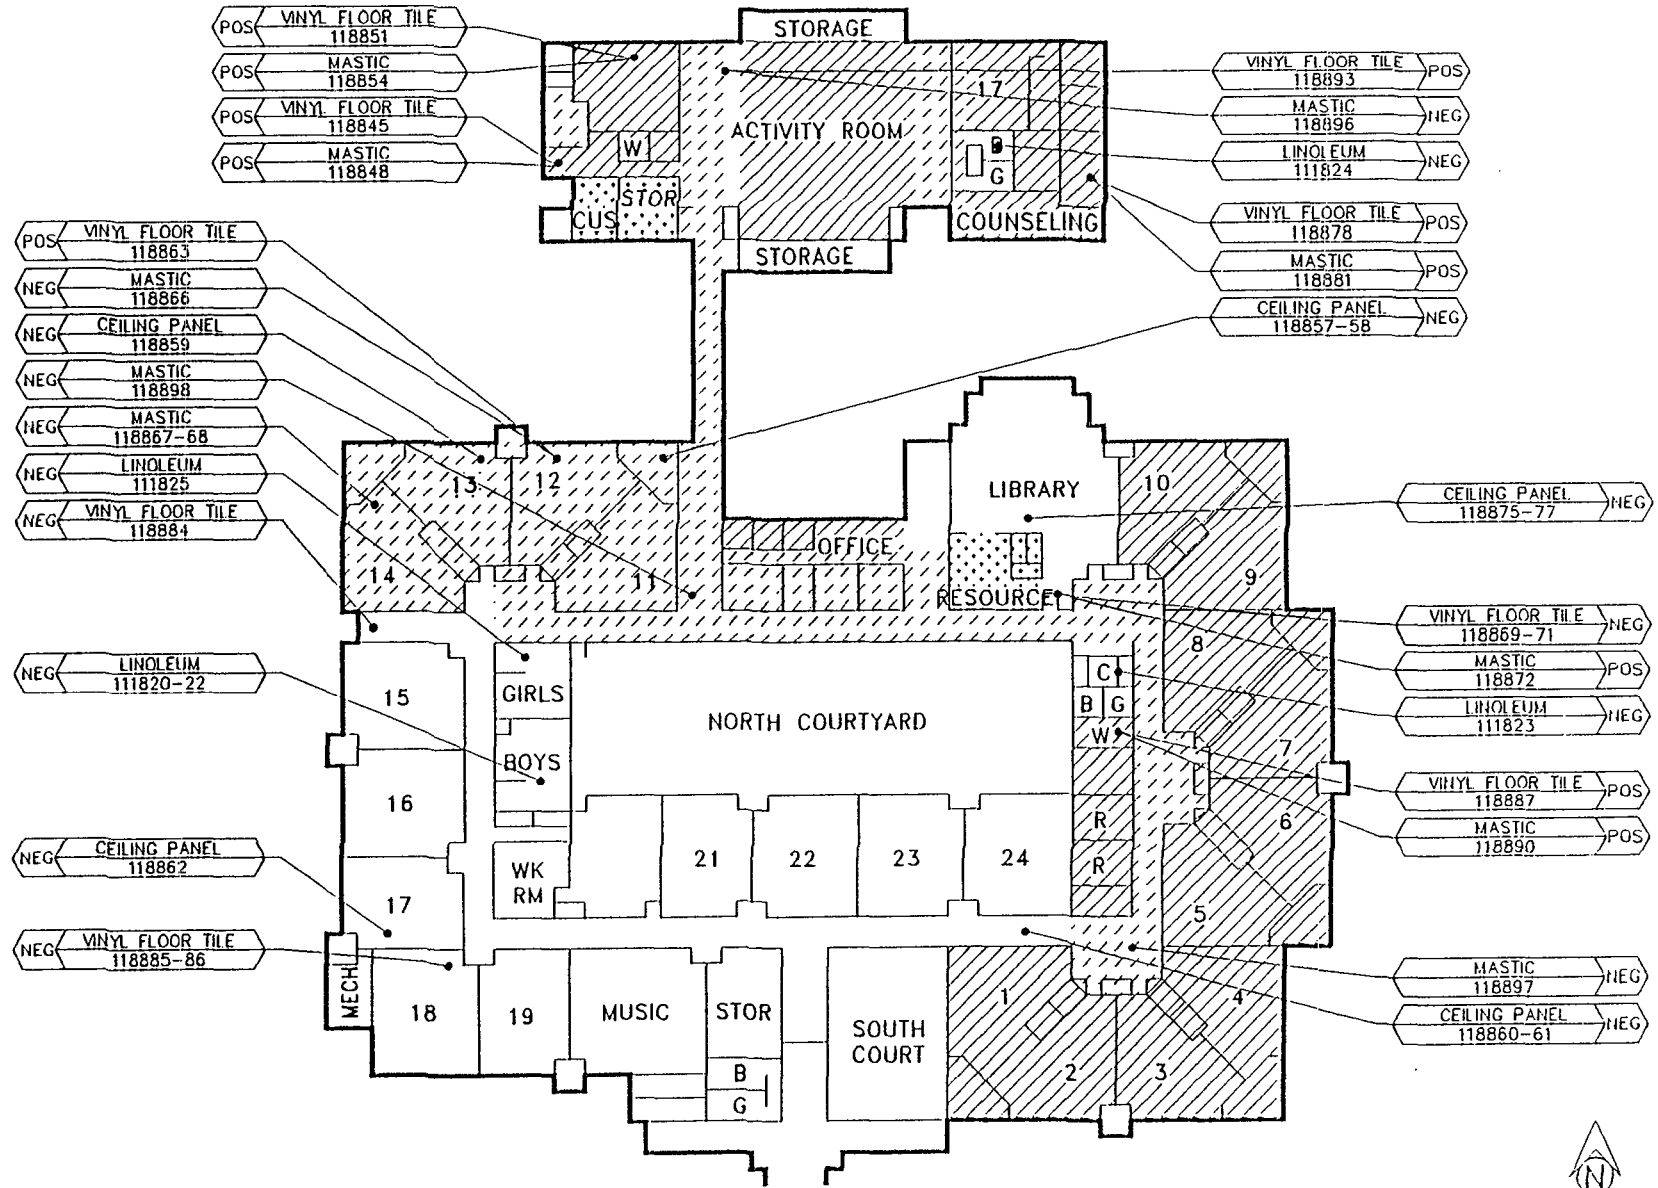 POS
VINYL FLOOR TILE
118851
POS
MASTIC
118854
POS
VINYL FLOOR TILE
118845
POS
MASTIC
118848
STORAGE
17
ACTIVITY ROOM
W
B
G
STOR
CUS
COUNSELING
STORAGE
VINYL FLOOR TILE
118893
POS
MASTIC
118896
NEG
LINOLEUM
111824
NEG
VINYL FLOOR TILE
118878
POS
MASTIC
118881
POS
CEILING PANEL
118857-58
NEG
POS
VINYL FLOOR TILE
118863
NEG
MASTIC
118866
NEG
CEILING PANEL
118859
NEG
MASTIC
118898
NEG
MASTIC
118867-68
NEG
LINOLEUM
111825
NEG
VINYL FLOOR TILE
118884
NEG
LINOLEUM
111820-22
NEG
CEILING PANEL
118862
NEG
VINYL FLOOR TILE
118885-86
13
12
14
11
OFFICE
LIBRARY
RESOURCE
10
9
8
7
6
5
4
3
2
1
C
B
G
W
R
R
NORTH COURTYARD
GIRLS
BOYS
15
16
17
WK
RM
21
22
23
24
MECH
18
19
MUSIC
STOR
B
G
SOUTH
COURT
CEILING PANEL
118875-77
NEG
VINYL FLOOR TILE
118869-71
NEG
MASTIC
118872
POS
LINOLEUM
111823
NEG
VINYL FLOOR TILE
118887
POS
MASTIC
118890
POS
MASTIC
118897
NEG
CEILING PANEL
118860-61
NEG
N